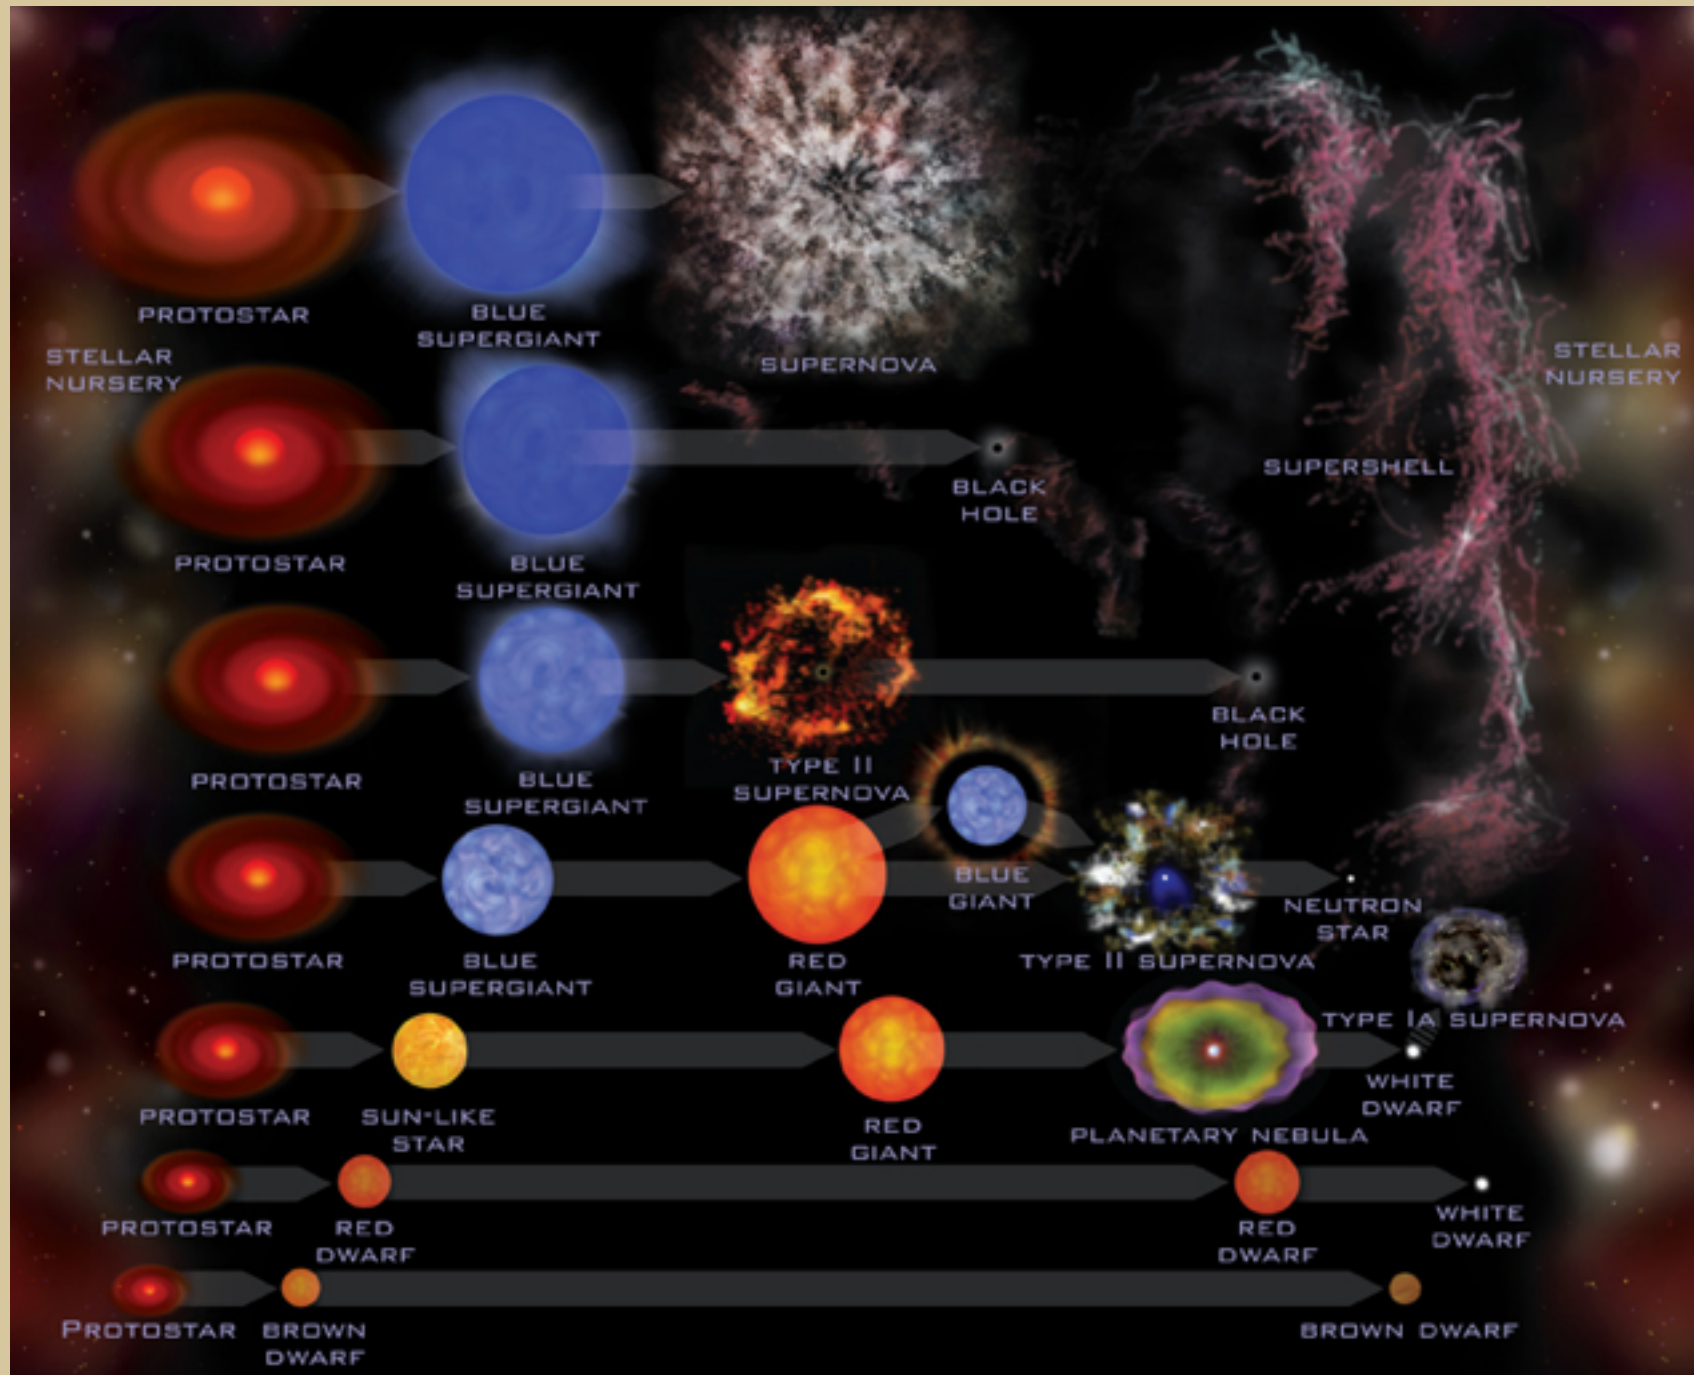 PROTOSTAR
BLUE
SUPERGIANT
SUPERNOVA
STELLAR
NURSERY
STELLAR
NURSERY
PROTOSTAR
BLUE
SUPERGIANT
BLACK
HOLE
SUPERSHELL
PROTOSTAR
BLUE
SUPERGIANT
TYPE II
SUPERNOVA
BLACK
HOLE
PROTOSTAR
BLUE
SUPERGIANT
RED
GIANT
BLUE
GIANT
TYPE II SUPERNOVA
NEUTRON
STAR
PROTOSTAR
SUN-LIKE
STAR
RED
GIANT
PLANETARY NEBULA
TYPE IA SUPERNOVA
WHITE
DWARF
PROTOSTAR
RED
DWARF
RED
DWARF
WHITE
DWARF
PROTOSTAR
BROWN
DWARF
BROWN DWARF